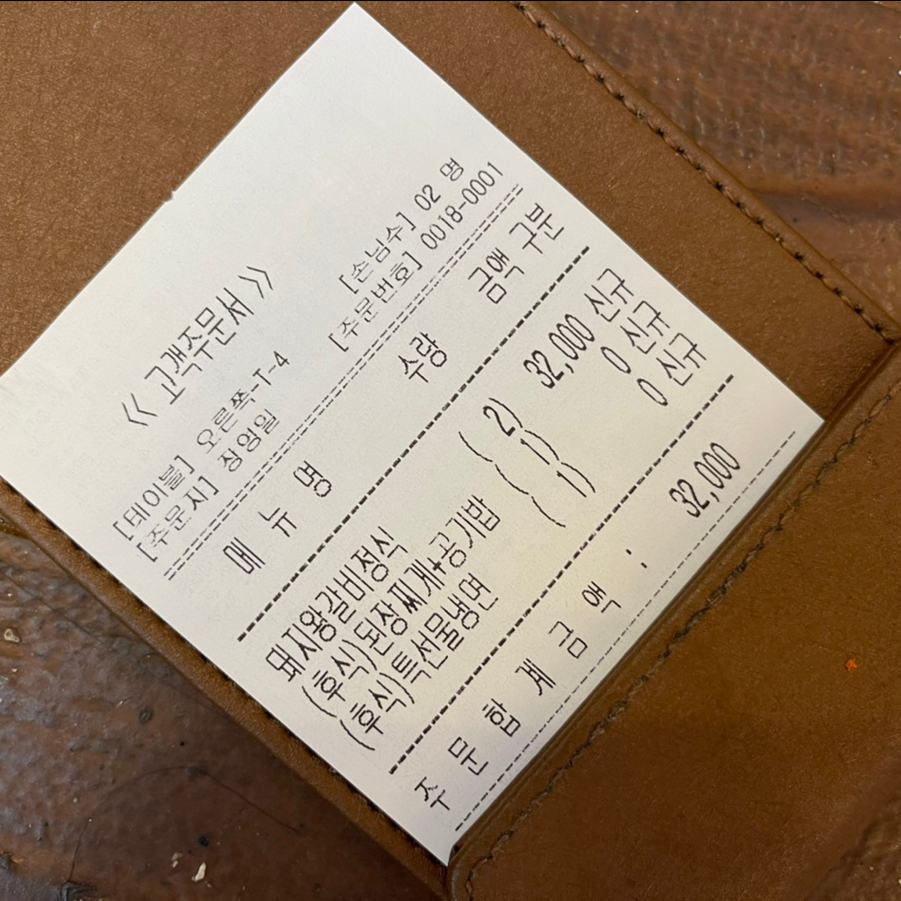 << 고객주문서 >>
[테이블] 오른쪽-T-4 [손님수] 02 명
[주문자] 정영일 [주문번호] 0018-0001
메 뉴 명 수량 금액 구분
돼지왕갈비정식 ( 2) 32,000 신규
(후식)된장찌개+공기밥 ( 1) 0 신규
(후식)특선물냉면 ( 1) 0 신규
주 문 합 계 금 액 : 32,000